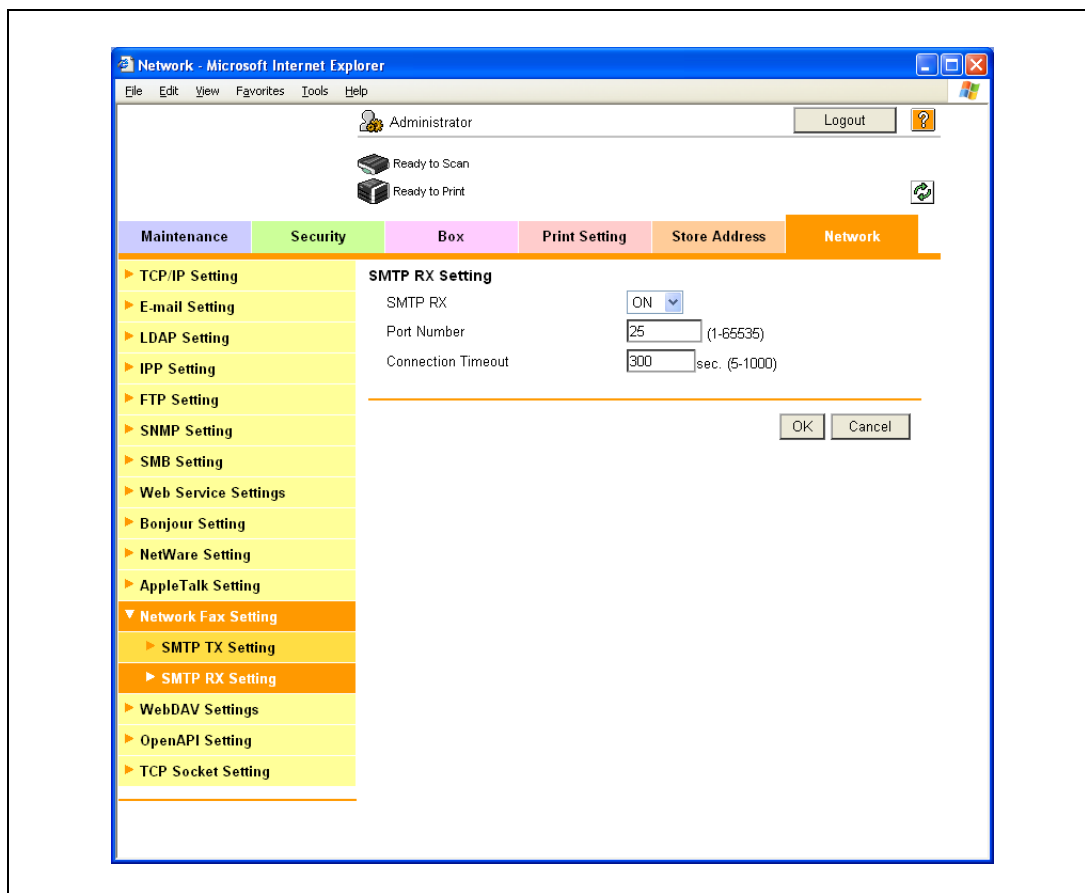 Network - Microsoft Internet Explorer
File Edit View Favorites Tools Help
Administrator
Logout
?
Ready to Scan
Ready to Print
Maintenance Security Box Print Setting Store Address Network
TCP/IP Setting
E-mail Setting
LDAP Setting
IPP Setting
FTP Setting
SNMP Setting
SMB Setting
Web Service Settings
Bonjour Setting
NetWare Setting
AppleTalk Setting
Network Fax Setting
SMTP TX Setting
SMTP RX Setting
WebDAV Settings
OpenAPI Setting
TCP Socket Setting
SMTP RX Setting
SMTP RX ON
Port Number 25 (1-65535)
Connection Timeout 300 sec. (5-1000)
OK Cancel